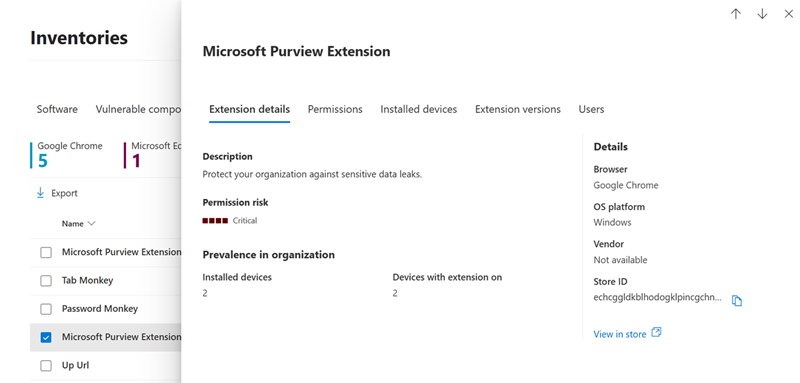 Inventories
Software
Vulnerable compo
Google Chrome
5
Microsoft Ed
1
Export
Name
Microsoft Purview Extension
Tab Monkey
Password Monkey
Microsoft Purview Extension
Up Url
Microsoft Purview Extension
Extension details
Permissions
Installed devices
Extension versions
Users
Description
Protect your organization against sensitive data leaks.
Permission risk
Critical
Prevalence in organization
Installed devices
2
Devices with extension on
2
Details
Browser
Google Chrome
OS platform
Windows
Vendor
Not available
Store ID
echcggldkblhodogklpincgchn...
View in store